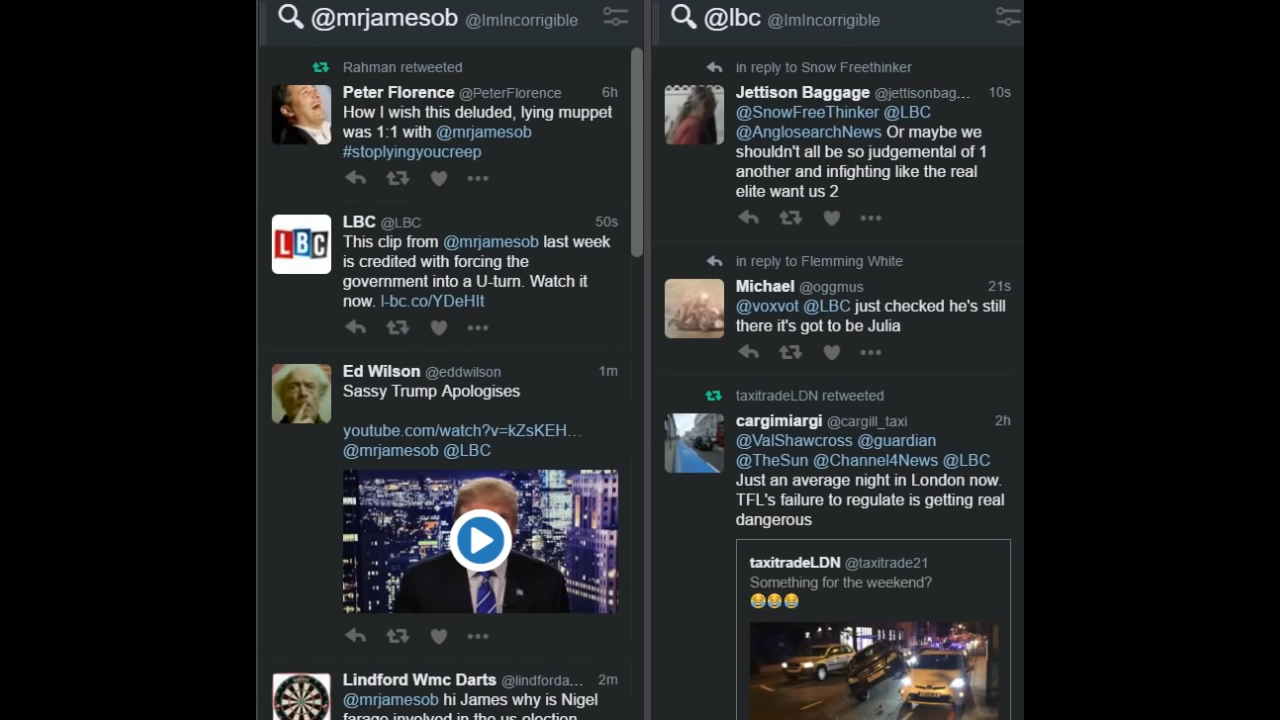 @mrjamesob @ImIncorrigible
Rahman retweeted
Peter Florence @PeterFlorence 6h
How I wish this deluded, lying muppet
was 1:1 with @mrjamesob
#stoplyingyoucreep
LBC
LBC @LBC 50s
This clip from @mrjamesob last week
is credited with forcing the
government into a U-turn. Watch it
now. l-bc.co/YDeHIt
Ed Wilson @eddwilson 1m
Sassy Trump Apologises
youtube.com/watch?v=kZsKEH…
@mrjamesob @LBC
Lindford Wmc Darts @lindforda... 2m
@mrjamesob hi James why is Nigel
farage involved in the us election
@lbc @ImIncorrigible
in reply to Snow Freethinker
Jettison Baggage @jettisonbag... 10s
@SnowFreeThinker @LBC
@AnglosearchNews Or maybe we
shouldn't all be so judgemental of 1
another and infighting like the real
elite want us 2
in reply to Flemming White
Michael @oggmus 21s
@voxvot @LBC just checked he's still
there it's got to be Julia
taxitradeLDN retweeted
cargimiargi @cargill_taxi 2h
@ValShawcross @guardian
@TheSun @Channel4News @LBC
Just an average night in London now.
TFL's failure to regulate is getting real
dangerous
taxitradeLDN @taxitrade21
Something for the weekend?
😂😂😂